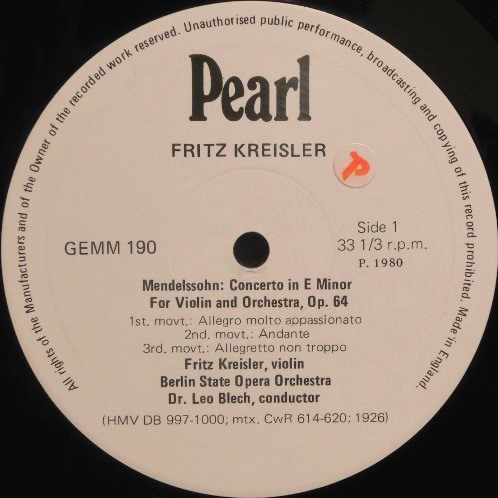 All rights of the Manufacturers and of the Owner of the recorded work reserved. Unauthorised public performance, broadcasting and copying of this record prohibited. Made in England.
Pearl
FRITZ KREISLER
P
Side 1
GEMM 190
33 1/3 r.p.m.
P. 1980
Mendelssohn: Concerto in E Minor
For Violin and Orchestra, Op. 64
1st. movt.: Allegro molto appassionato
2nd. movt.: Andante
3rd. movt.: Allegretto non troppo
Fritz Kreisler, violin
Berlin State Opera Orchestra
Dr. Leo Blech, conductor
(HMV DB 997-1000; mtx. CwR 614-620; 1926)